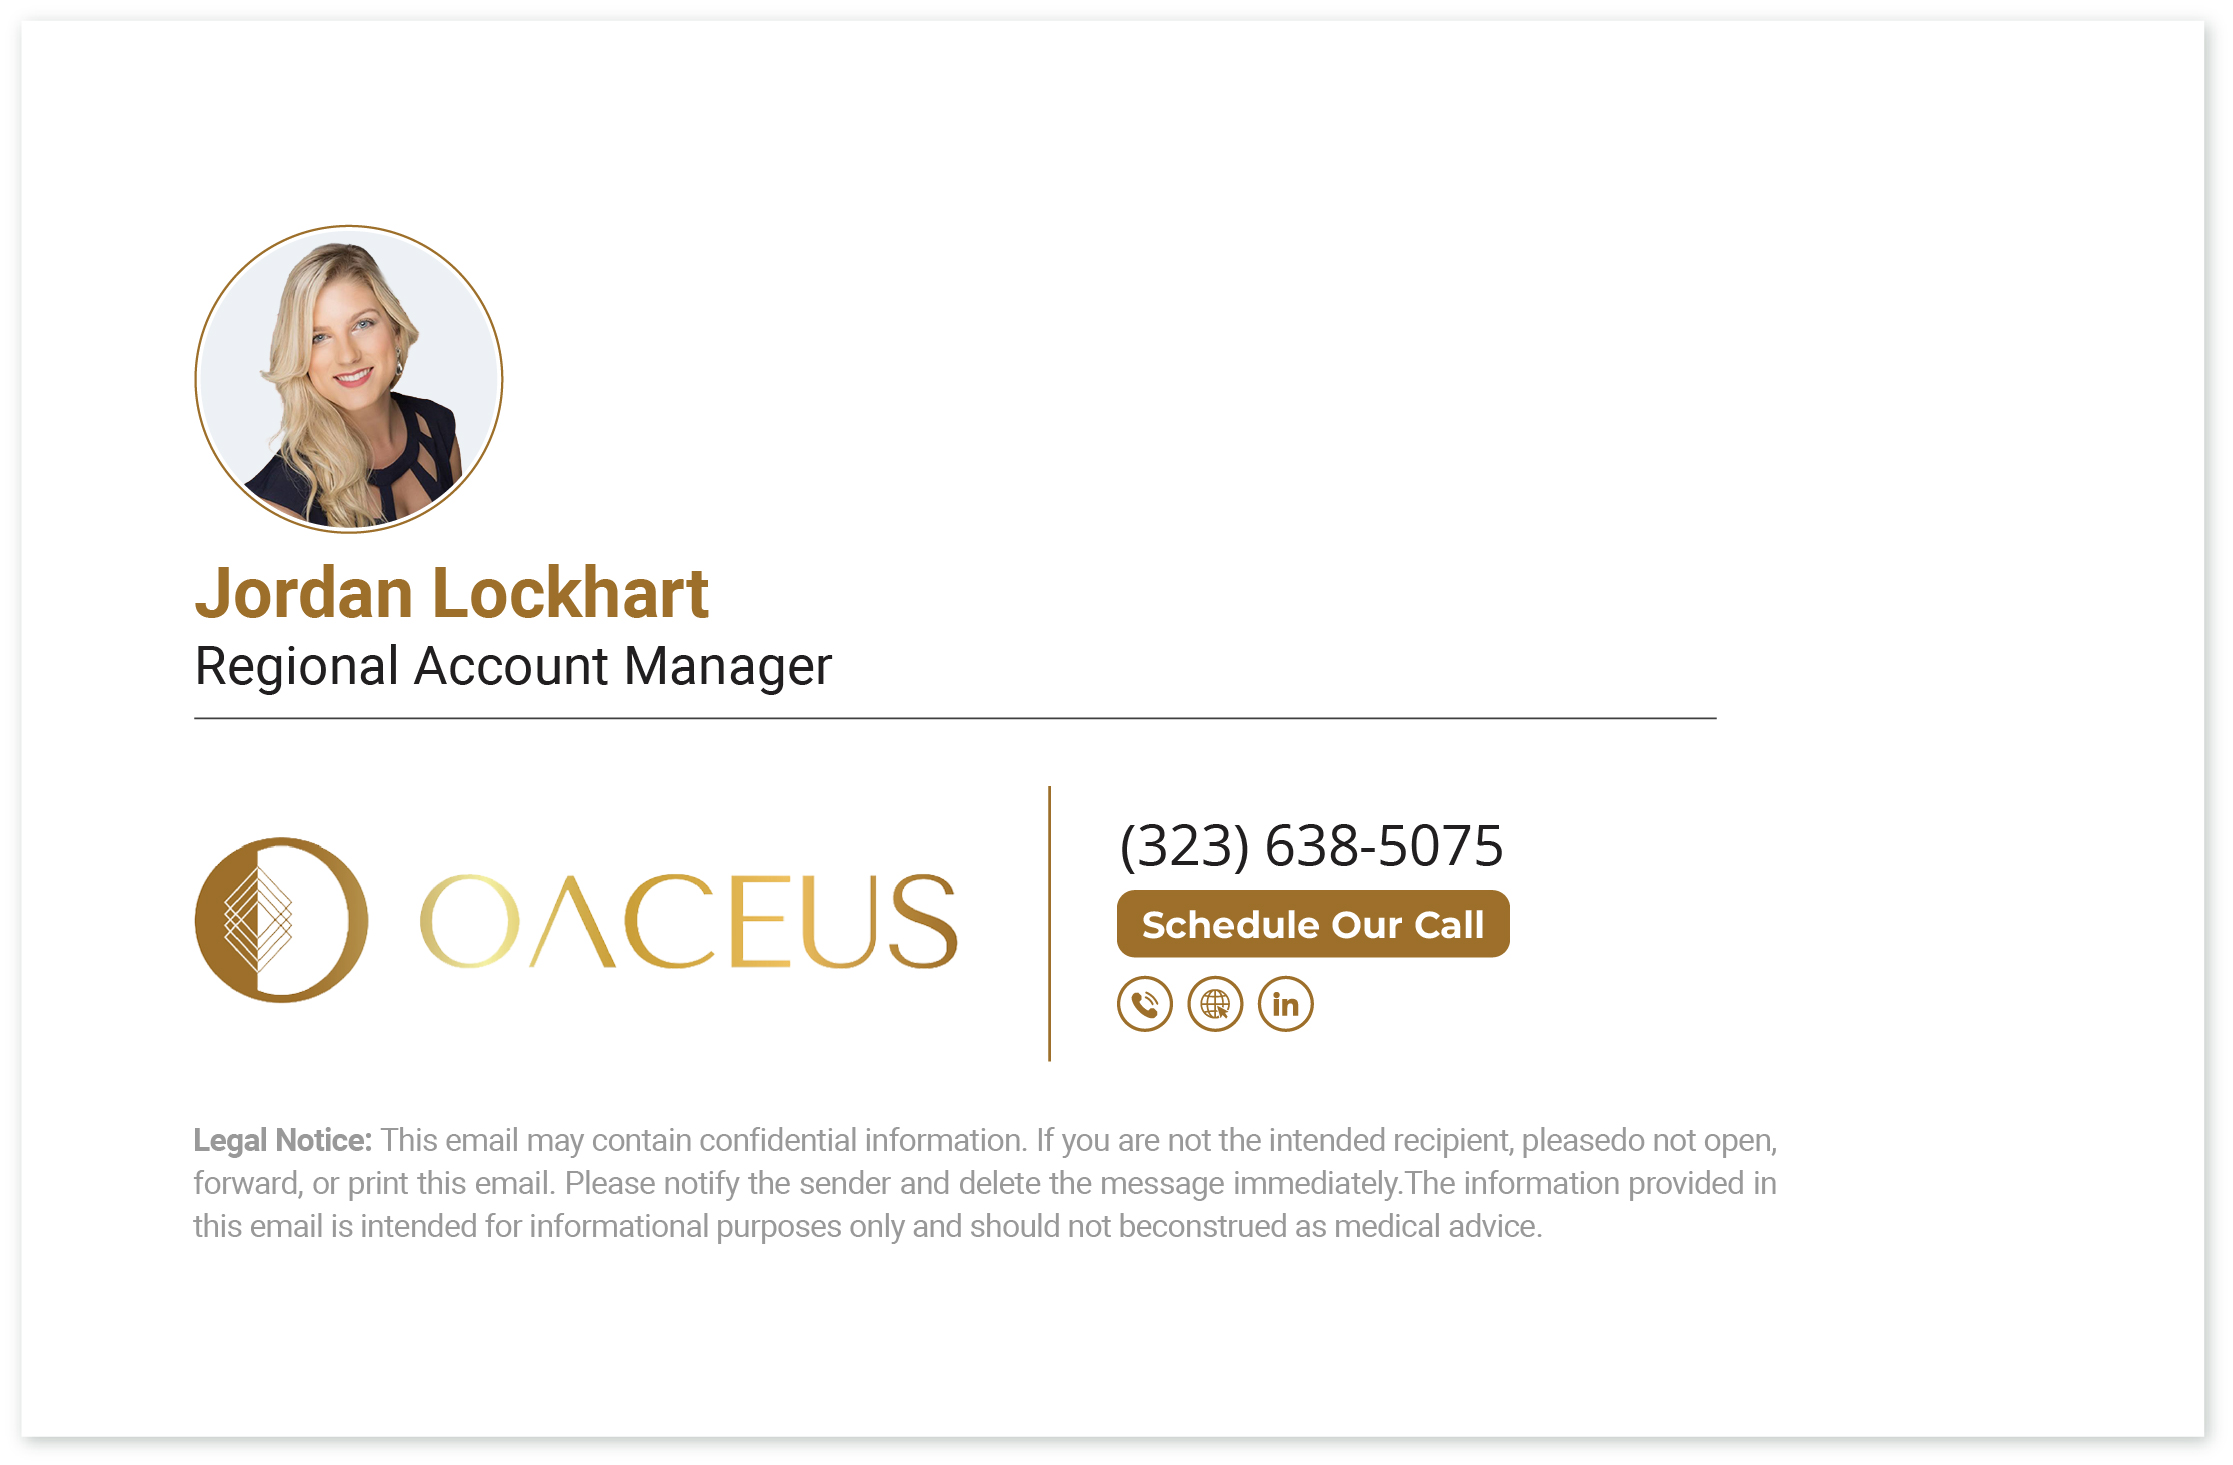 Jordan Lockhart
Regional Account Manager
OACEUS
(323) 638-5075
Schedule Our Call
in
Legal Notice: This email may contain confidential information. If you are not the intended recipient, pleasedo not open,
forward, or print this email. Please notify the sender and delete the message immediately.The information provided in
this email is intended for informational purposes only and should not beconstrued as medical advice.